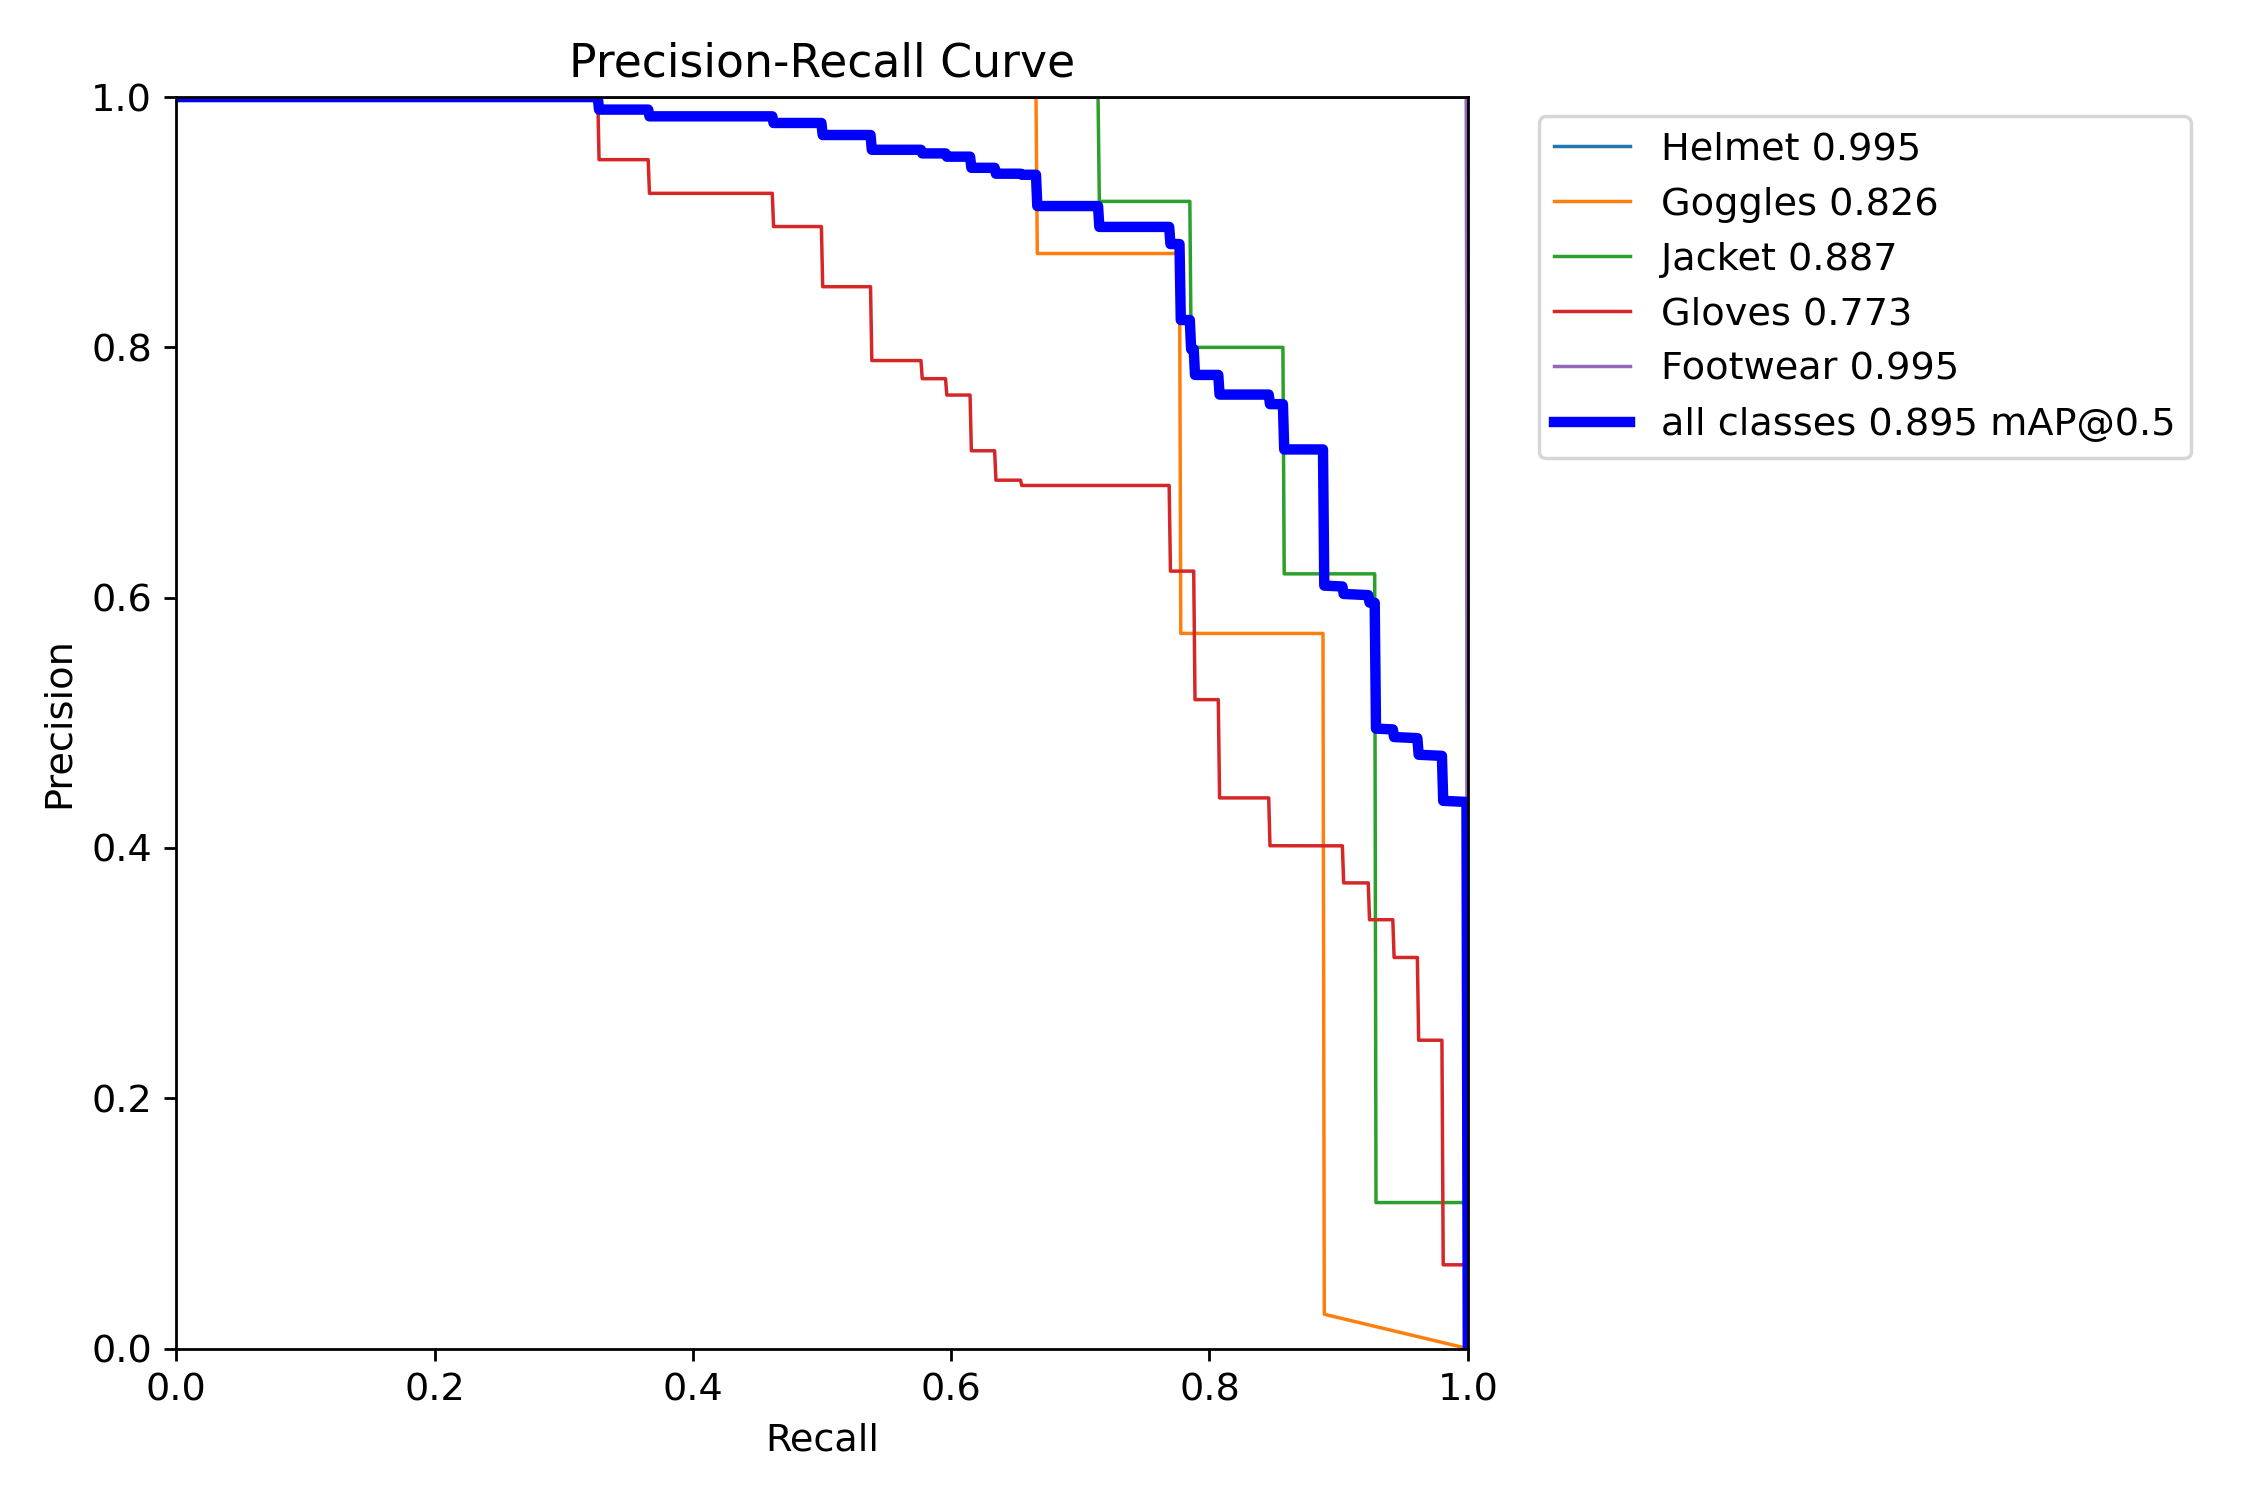 Precision-Recall Curve
1.0
0.8
0.6
0.4
0.2
0.0
Precision
0.0 0.2 0.4 0.6 0.8 1.0
Recall
Helmet 0.995
Goggles 0.826
Jacket 0.887
Gloves 0.773
Footwear 0.995
all classes 0.895 mAP@0.5